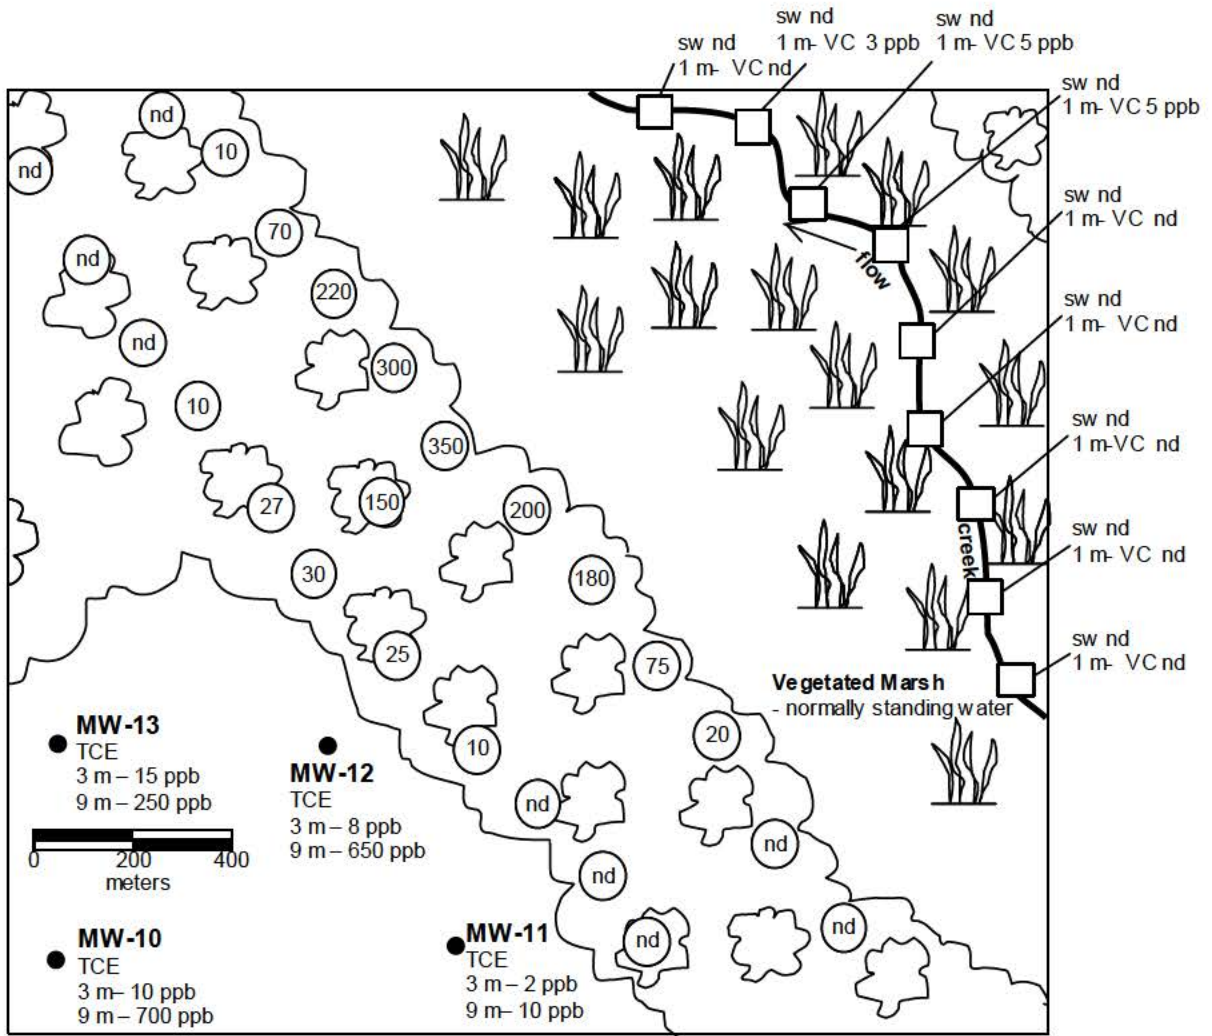 sw nd
1 m- VC nd
sw nd
1 m- VC 3 ppb
sw nd
1 m- VC 5 ppb
sw nd
1 m- VC 5 ppb
sw nd
1 m- VC nd
sw nd
1 m- VC nd
sw nd
1 m-VC nd
sw nd
1 m- VC nd
sw nd
1 m- VC nd
nd
nd
10
70
nd
220
nd
300
10
350
27
150
200
30
180
25
75
10
20
nd
nd
nd
nd
nd
flow
creek
Vegetated Marsh
- normally standing water
MW-13
TCE
3 m – 15 ppb
9 m – 250 ppb
MW-12
TCE
3 m – 8 ppb
9 m – 650 ppb
0 200 400
meters
MW-10
TCE
3 m – 10 ppb
9 m – 700 ppb
MW-11
TCE
3 m – 2 ppb
9 m – 10 ppb